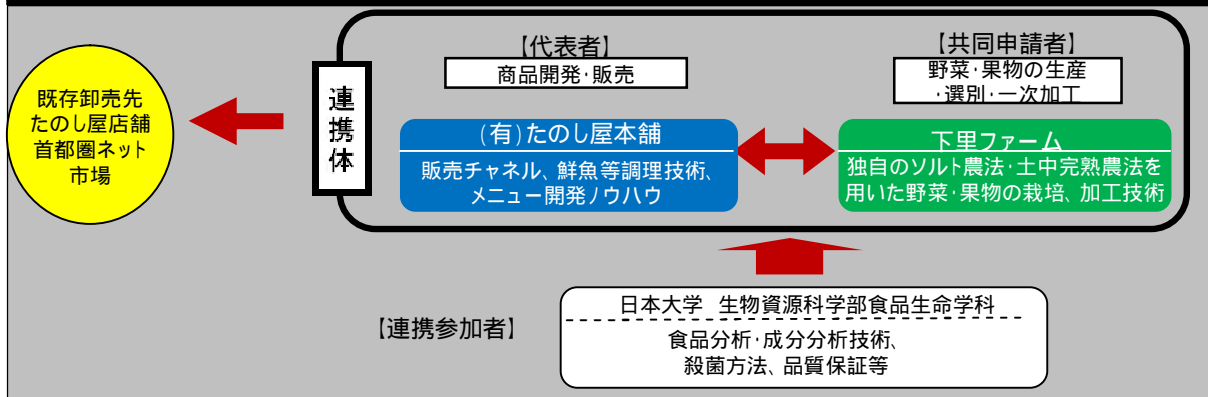 既存卸売先
たのし屋店舗
首都圏ネット
市場
連携体
【代表者】
商品開発・販売
(有)たのし屋本舗
販売チャネル、鮮魚等調理技術、
メニュー開発ノウハウ
【共同申請者】
野菜・果物の生産
・選別・一次加工
下里ファーム
独自のソルト農法・土中完熟農法を
用いた野菜・果物の栽培、加工技術
【連携参加者】
日本大学 生物資源科学部食品生命学科
食品分析・成分分析技術、
殺菌方法、品質保証等